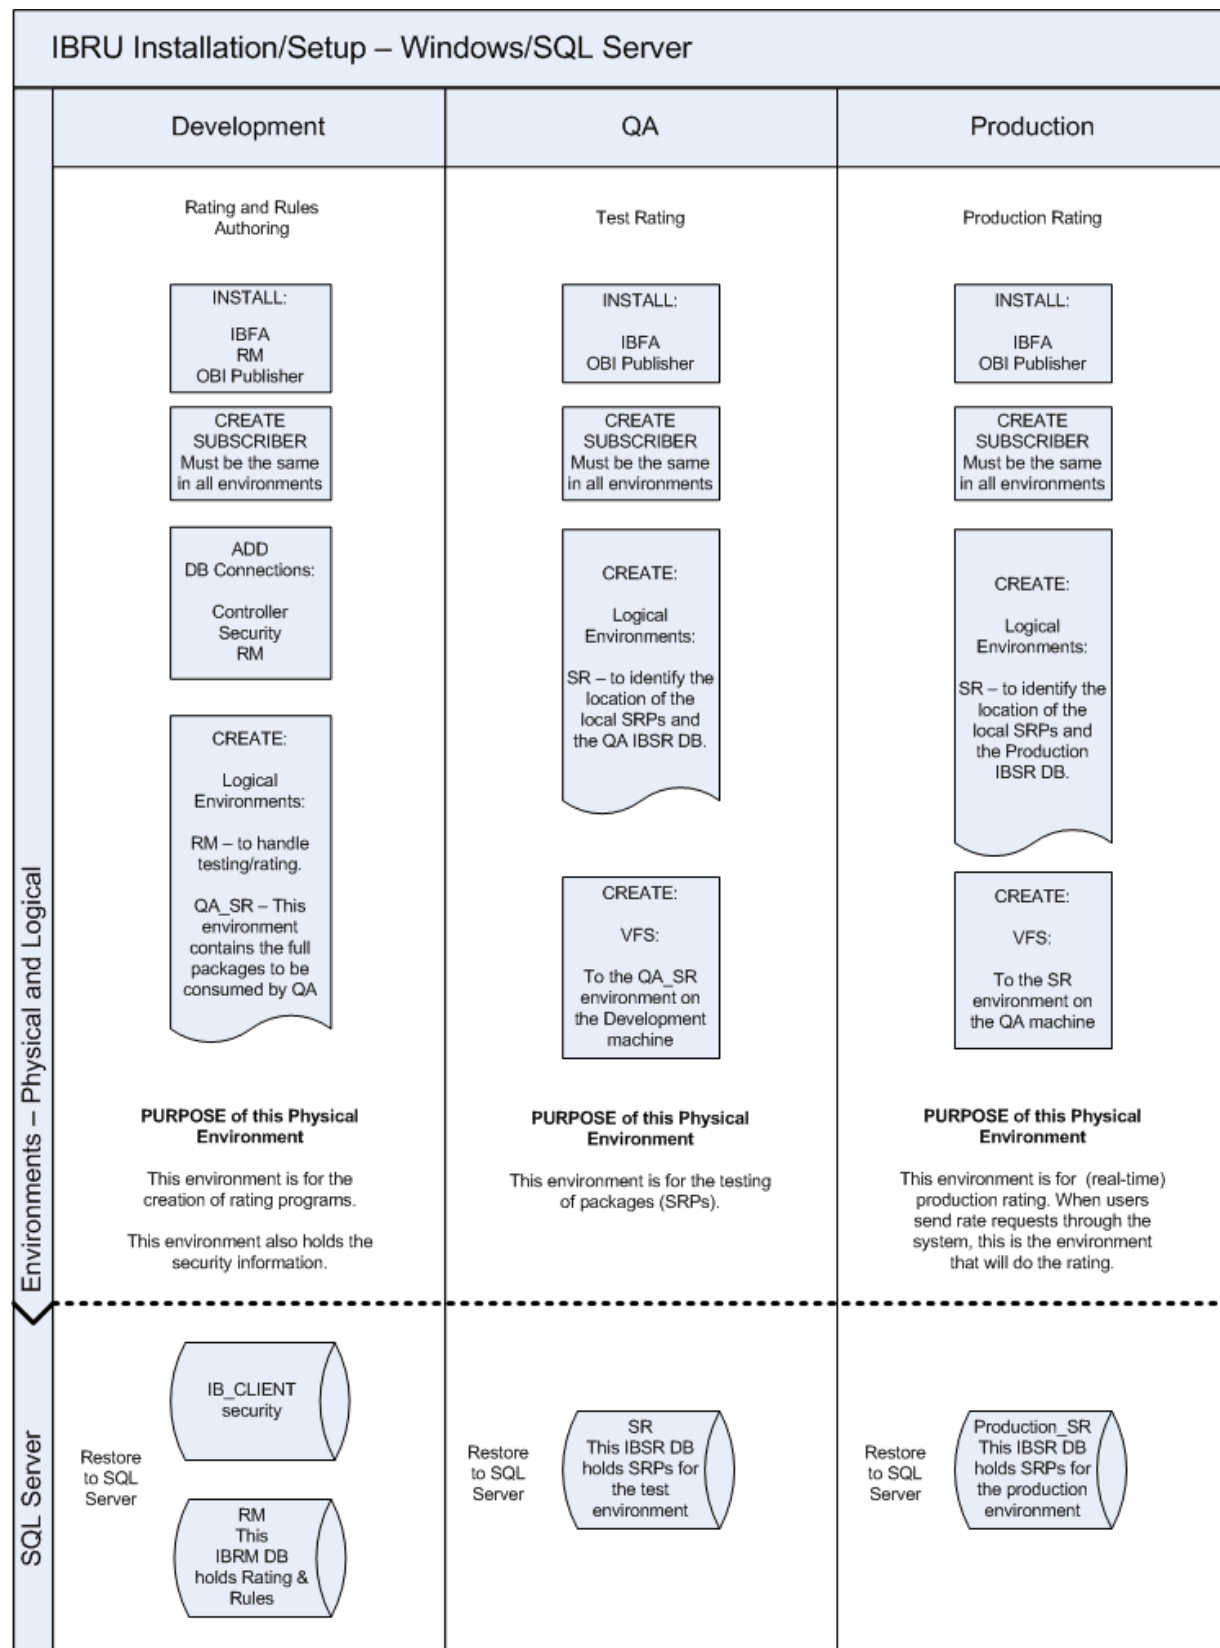 IBRU Installation/Setup – Windows/SQL Server
Development
QA
Production
Environments – Physical and Logical
Rating and Rules
Authoring
INSTALL:
IBFA
RM
OBI Publisher
CREATE
SUBSCRIBER
Must be the same
in all environments
ADD
DB Connections:
Controller
Security
RM
CREATE:
Logical
Environments:
RM – to handle
testing/rating.
QA_SR – This
environment
contains the full
packages to be
consumed by QA
PURPOSE of this Physical
Environment
This environment is for the
creation of rating programs.
This environment also holds the
security information.
Test Rating
INSTALL:
IBFA
OBI Publisher
CREATE
SUBSCRIBER
Must be the same
in all environments
CREATE:
Logical
Environments:
SR – to identify the
location of the
local SRPs and
the QA IBSR DB.
CREATE:
VFS:
To the QA_SR
environment on
the Development
machine
PURPOSE of this Physical
Environment
This environment is for the testing
of packages (SRPs).
Production Rating
INSTALL:
IBFA
OBI Publisher
CREATE
SUBSCRIBER
Must be the same
in all environments
CREATE:
Logical
Environments:
SR – to identify the
location of the
local SRPs and
the Production
IBSR DB.
CREATE:
VFS:
To the SR
environment on
the QA machine
PURPOSE of this Physical
Environment
This environment is for (real-time)
production rating. When users
send rate requests through the
system, this is the environment
that will do the rating.
SQL Server
Restore
to SQL
Server
IB_CLIENT
security
RM
This
IBRM DB
holds Rating &
Rules
Restore
to SQL
Server
SR
This IBSR DB
holds SRPs for
the test
environment
Restore
to SQL
Server
Production_SR
This IBSR DB
holds SRPs for
the production
environment